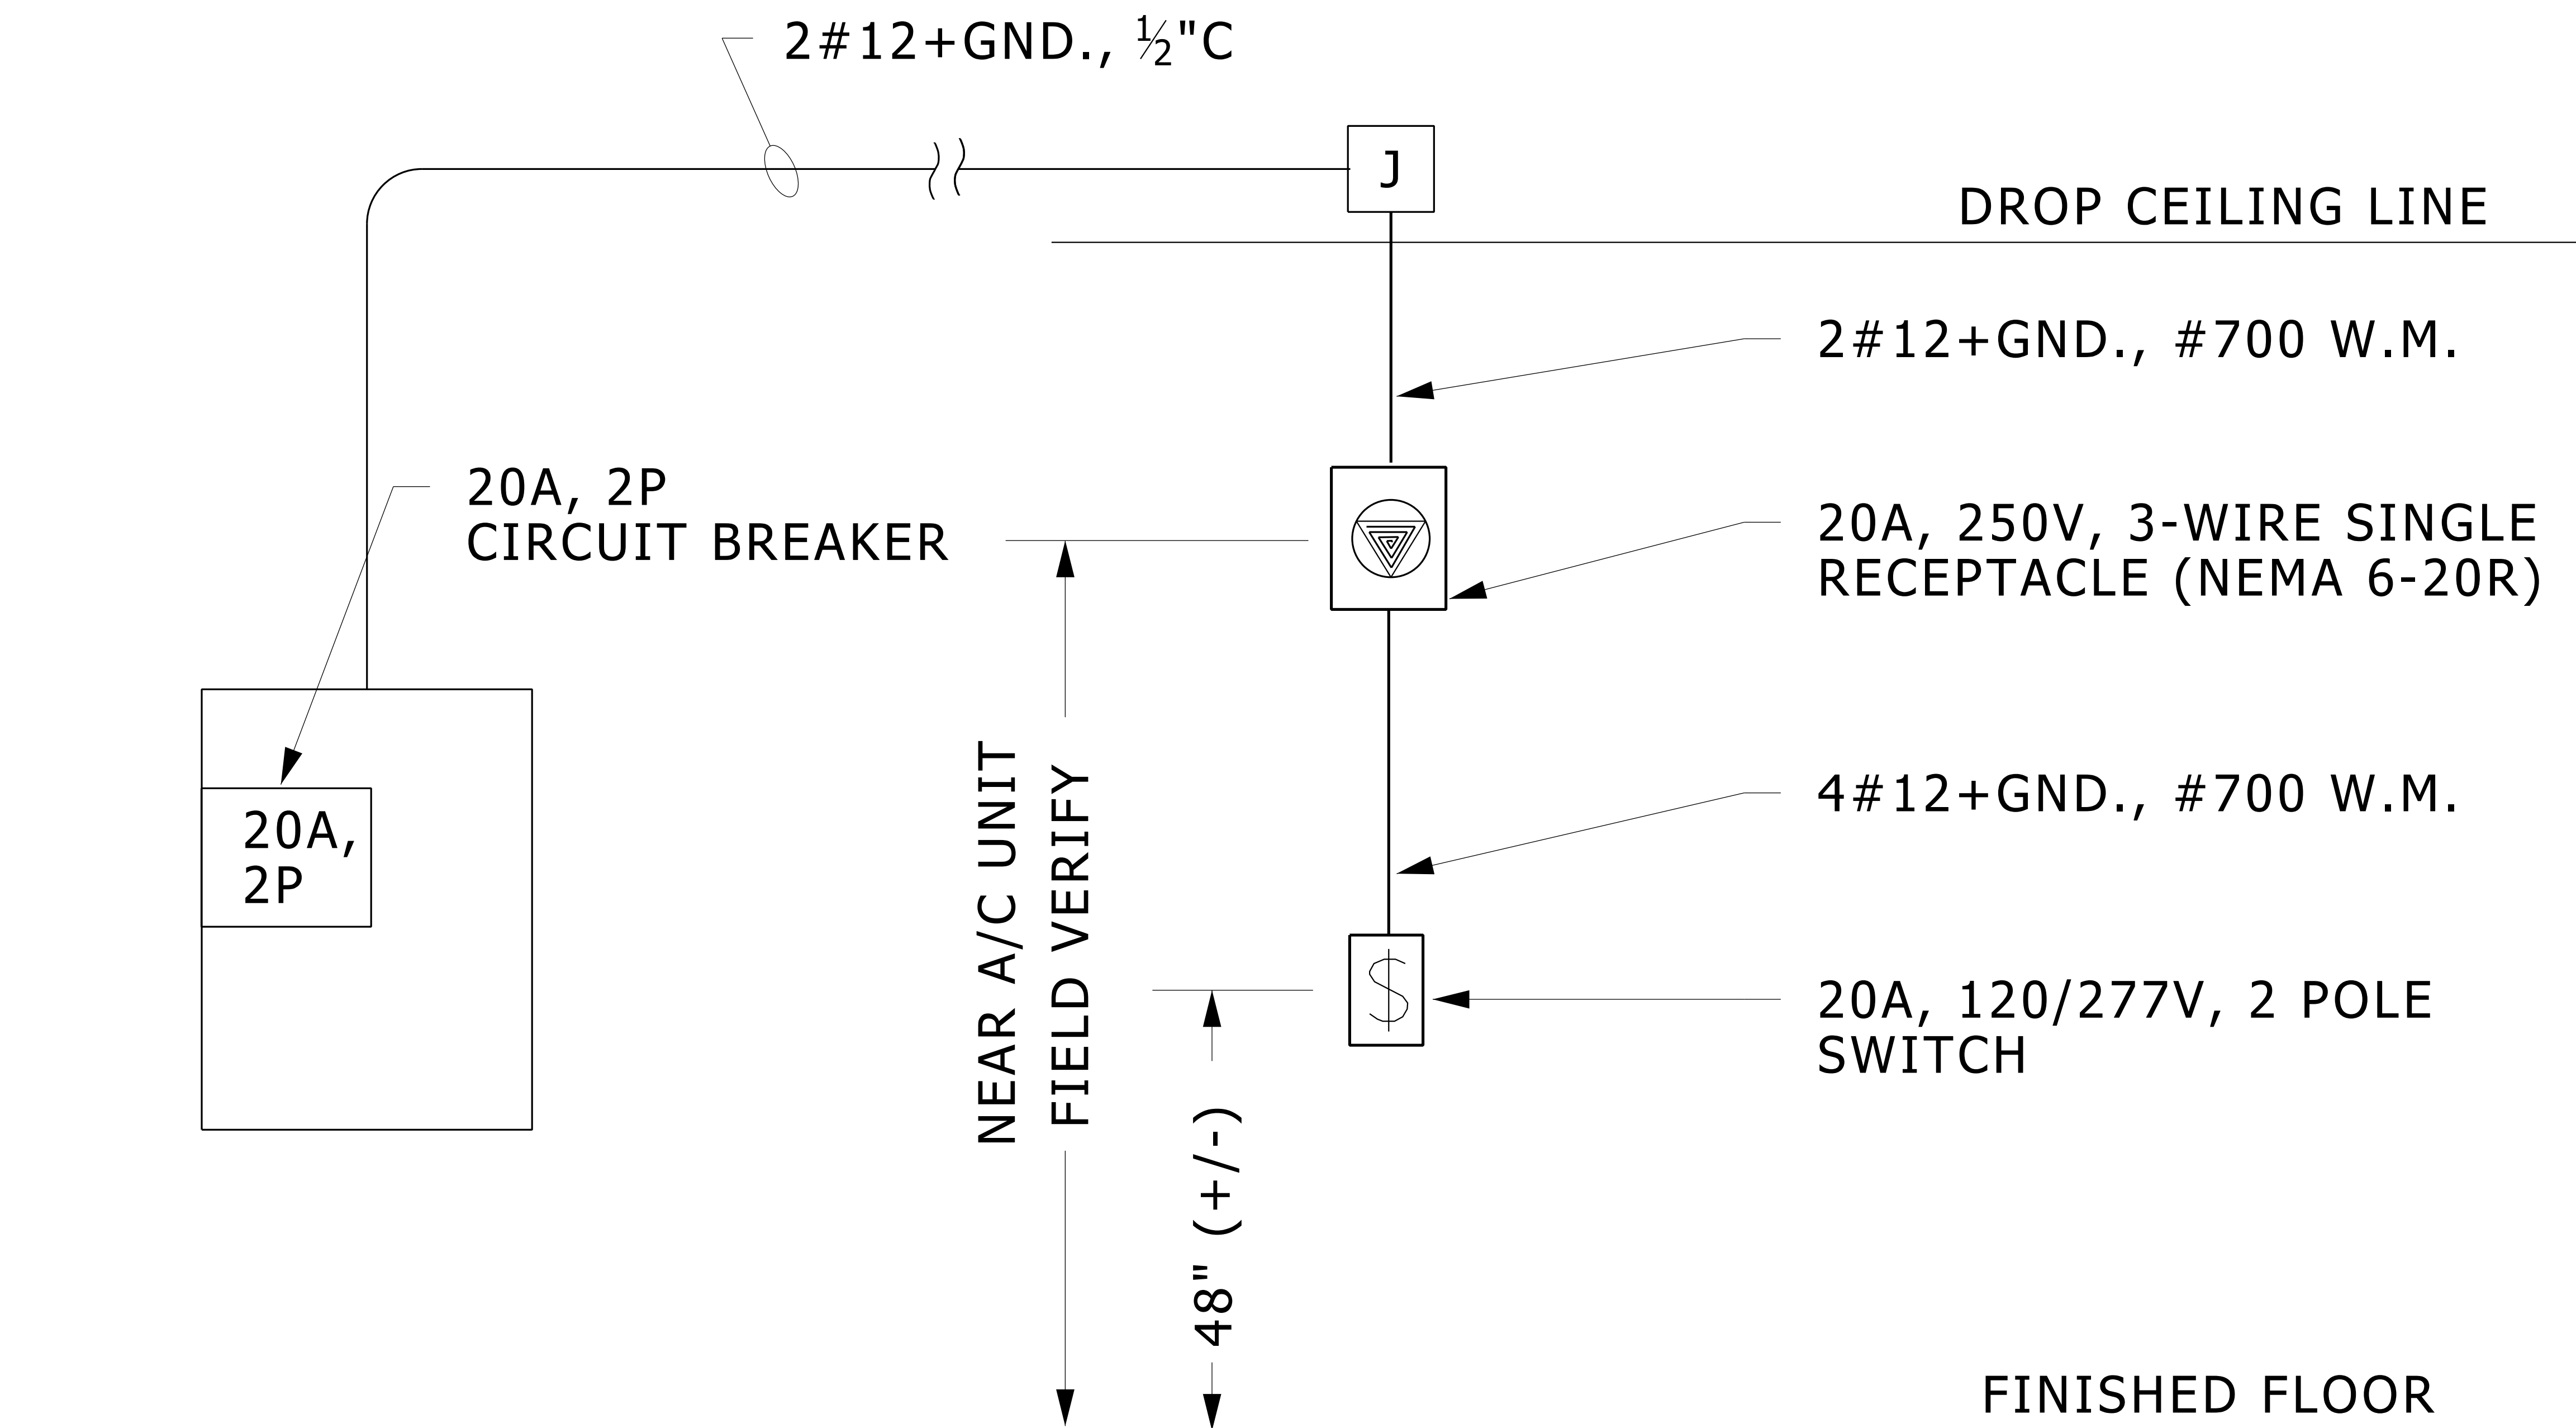 2#12+GND., ½"C
J
DROP CEILING LINE
2#12+GND., #700 W.M.
20A, 2P
CIRCUIT BREAKER
20A, 250V, 3-WIRE SINGLE
RECEPTACLE (NEMA 6-20R)
20A,
2P
NEAR A/C UNIT
FIELD VERIFY
4#12+GND., #700 W.M.
$
20A, 120/277V, 2 POLE
SWITCH
48" (+/-)
FINISHED FLOOR